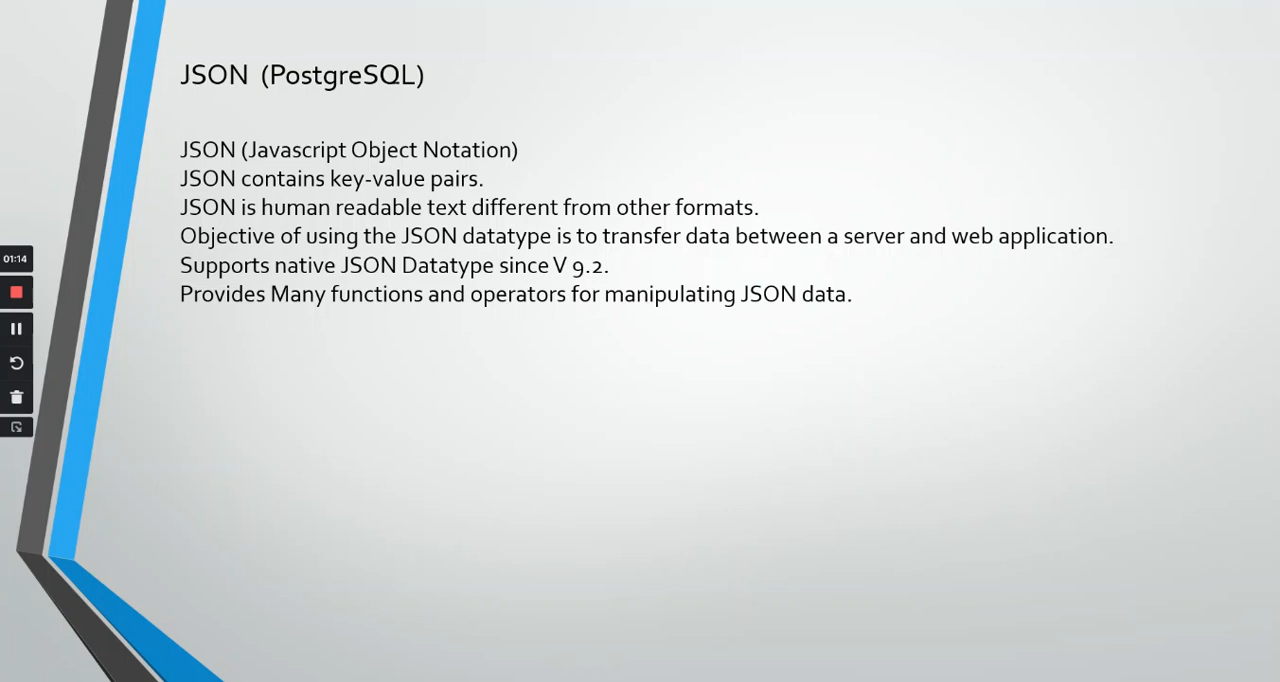 JSON (PostgreSQL)
JSON (Javascript Object Notation)
JSON contains key-value pairs.
JSON is human readable text different from other formats.
Objective of using the JSON datatype is to transfer data between a server and web application.
Supports native JSON Datatype since V 9.2.
Provides Many functions and operators for manipulating JSON data.
01:14